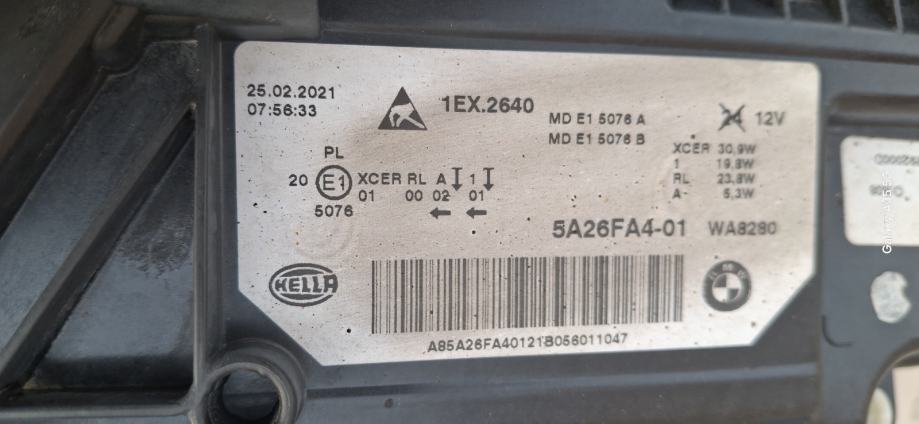 25.02.2021
07:56:33
1EX.2640
MD E1 5076 A
MD E1 5076 B
24 12V
XCER 30,9W
1 19,8W
RL 23,8W
A- 5,3W
PL
20 E1 XCER RL A 1
01 00 02 01
5076
5A26FA4-01 WA8280
HELLA
A85A26FA40121B056011047